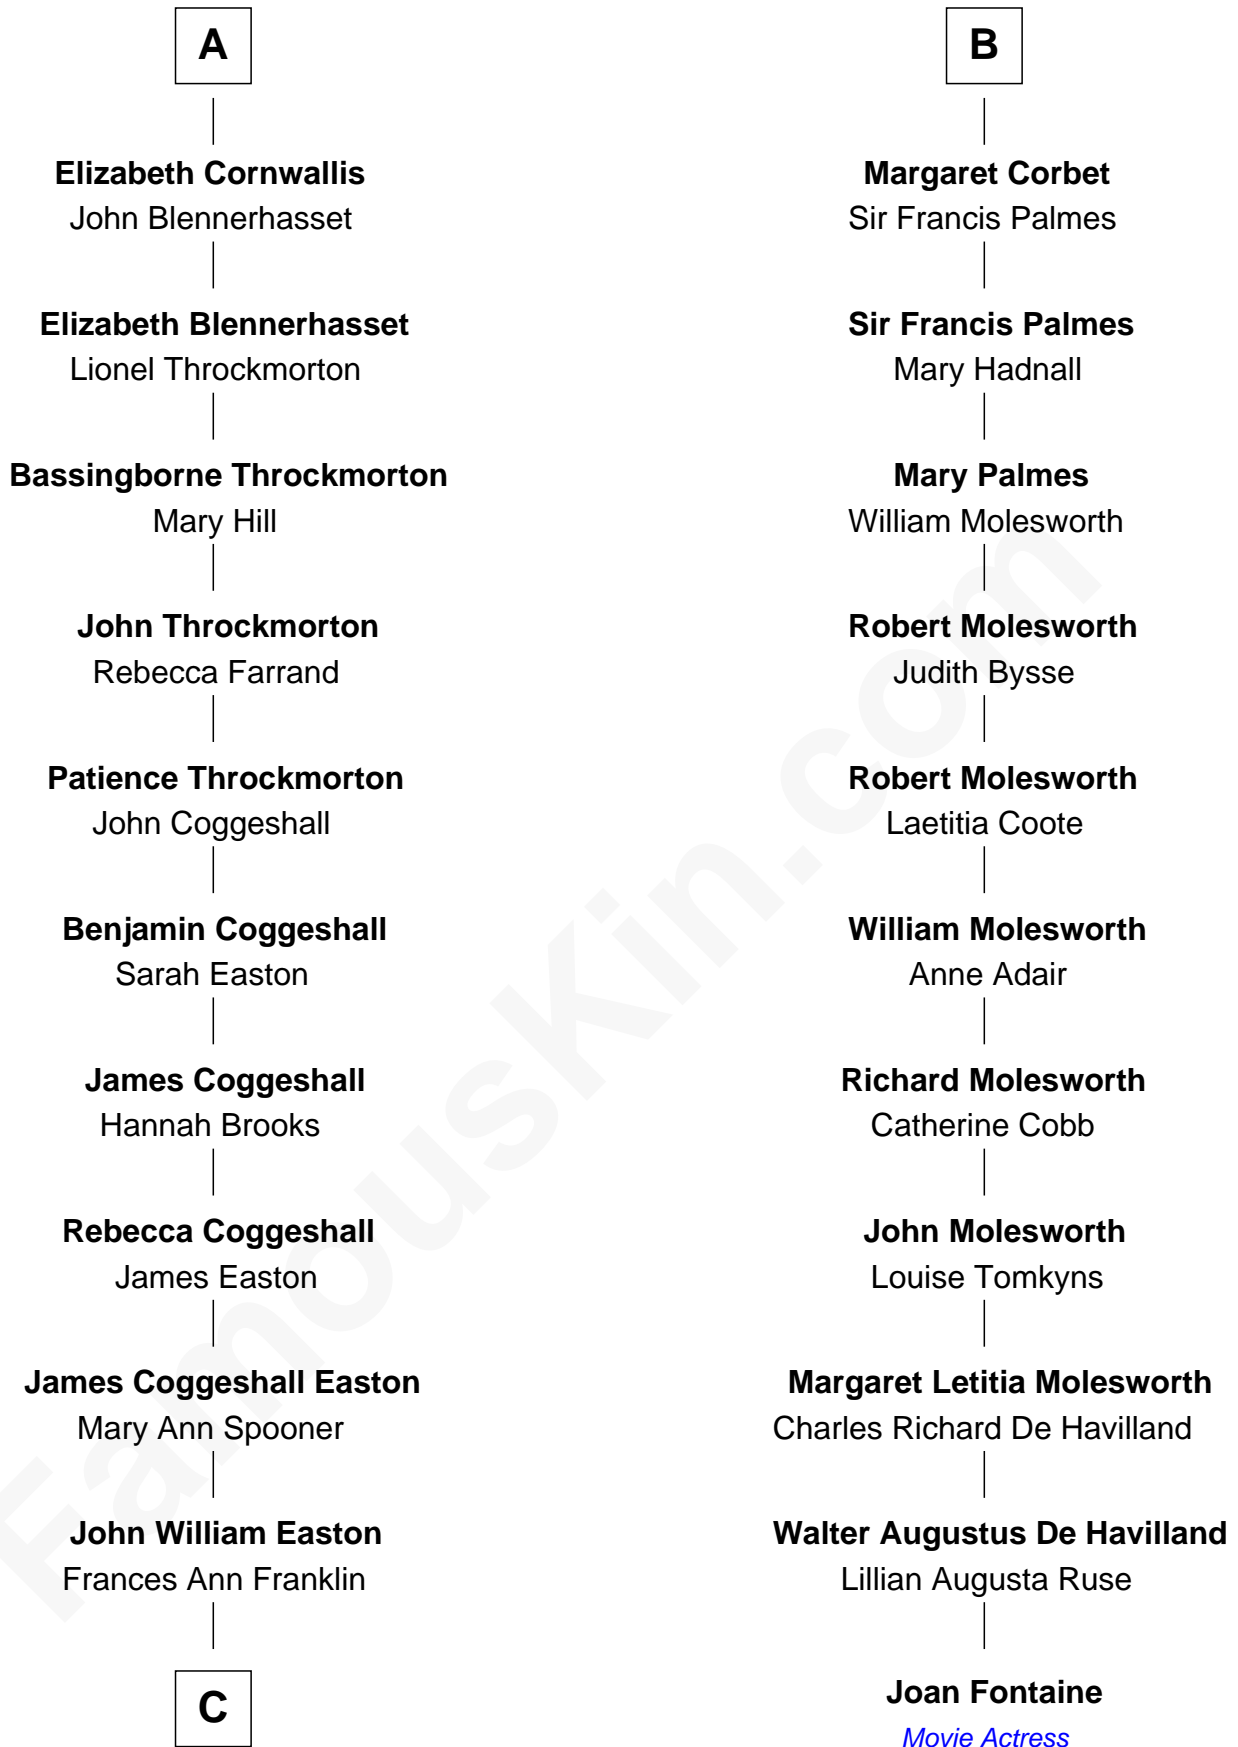 A
Elizabeth Cornwallis
John Blennerhasset
Elizabeth Blennerhasset
Lionel Throckmorton
Bassingborne Throckmorton
Mary Hill
John Throckmorton
Rebecca Farrand
Patience Throckmorton
John Coggeshall
Benjamin Coggeshall
Sarah Easton
James Coggeshall
Hannah Brooks
Rebecca Coggeshall
James Easton
James Coggeshall Easton
Mary Ann Spooner
John William Easton
Frances Ann Franklin
C
B
Margaret Corbet
Sir Francis Palmes
Sir Francis Palmes
Mary Hadnall
Mary Palmes
William Molesworth
Robert Molesworth
Judith Bysse
Robert Molesworth
Laetitia Coote
William Molesworth
Anne Adair
Richard Molesworth
Catherine Cobb
John Molesworth
Louise Tomkyns
Margaret Letitia Molesworth
Charles Richard De Havilland
Walter Augustus De Havilland
Lillian Augusta Ruse
Joan Fontaine
Movie Actress
FamousKin.com